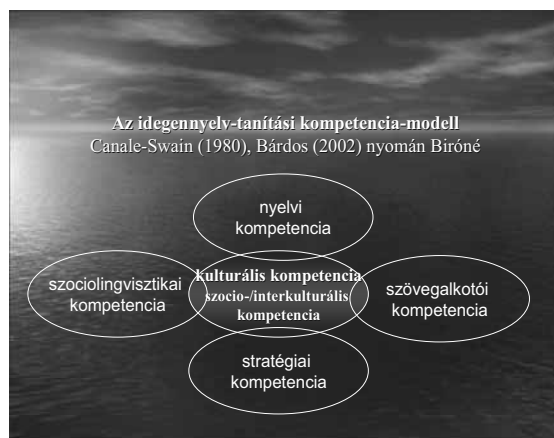 Az idegennyelv-tanítási kompetencia-modell
Canale-Swain (1980), Bárdos (2002) nyomán Biróné
nyelvi
kompetencia
szociolingvisztikai
kompetencia
kulturális kompetencia
szocio-/interkulturális
kompetencia
szövegalkotói
kompetencia
stratégiai
kompetencia